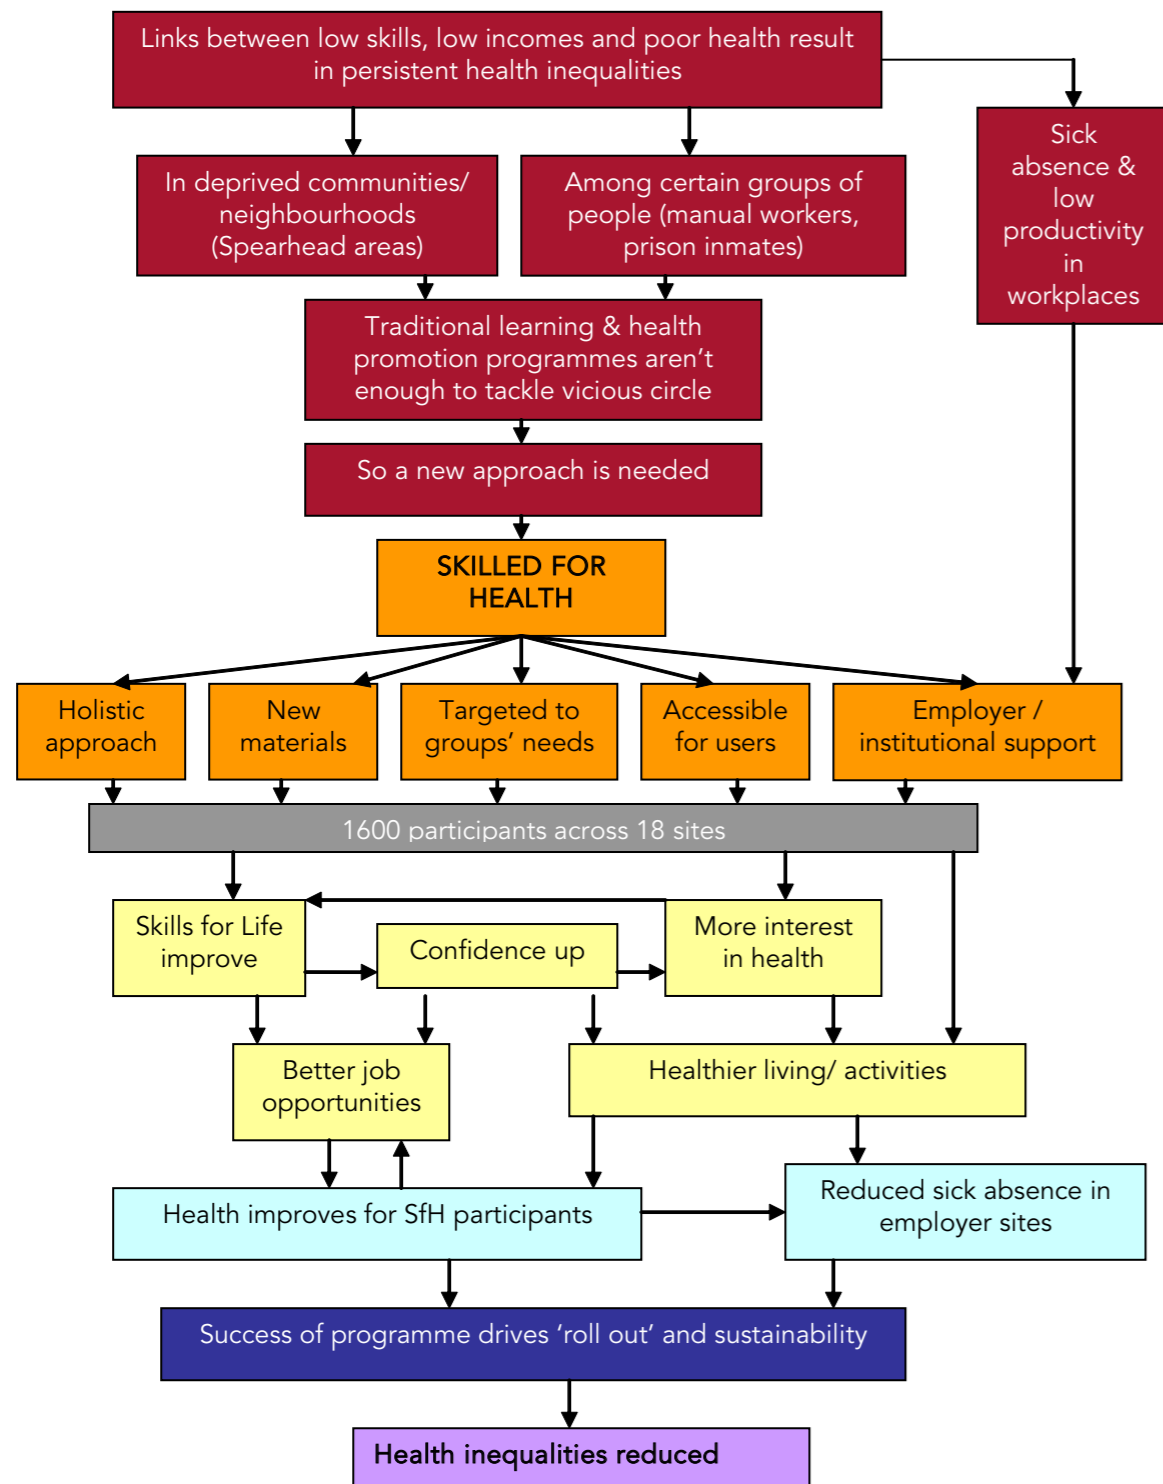 Links between low skills, low incomes and poor health result
in persistent health inequalities
In deprived communities/
neighbourhoods
(Spearhead areas)
Among certain groups of
people (manual workers,
prison inmates)
Sick
absence &
low
productivity
in
workplaces
Traditional learning & health
promotion programmes aren't
enough to tackle vicious circle
So a new approach is needed
SKILLED FOR
HEALTH
Holistic
approach
New
materials
Targeted to
groups' needs
Accessible
for users
Employer /
institutional support
1600 participants across 18 sites
Skills for Life
improve
Confidence up
More interest
in health
Better job
opportunities
Healthier living/ activities
Health improves for SfH participants
Reduced sick absence in
employer sites
Success of programme drives 'roll out' and sustainability
Health inequalities reduced